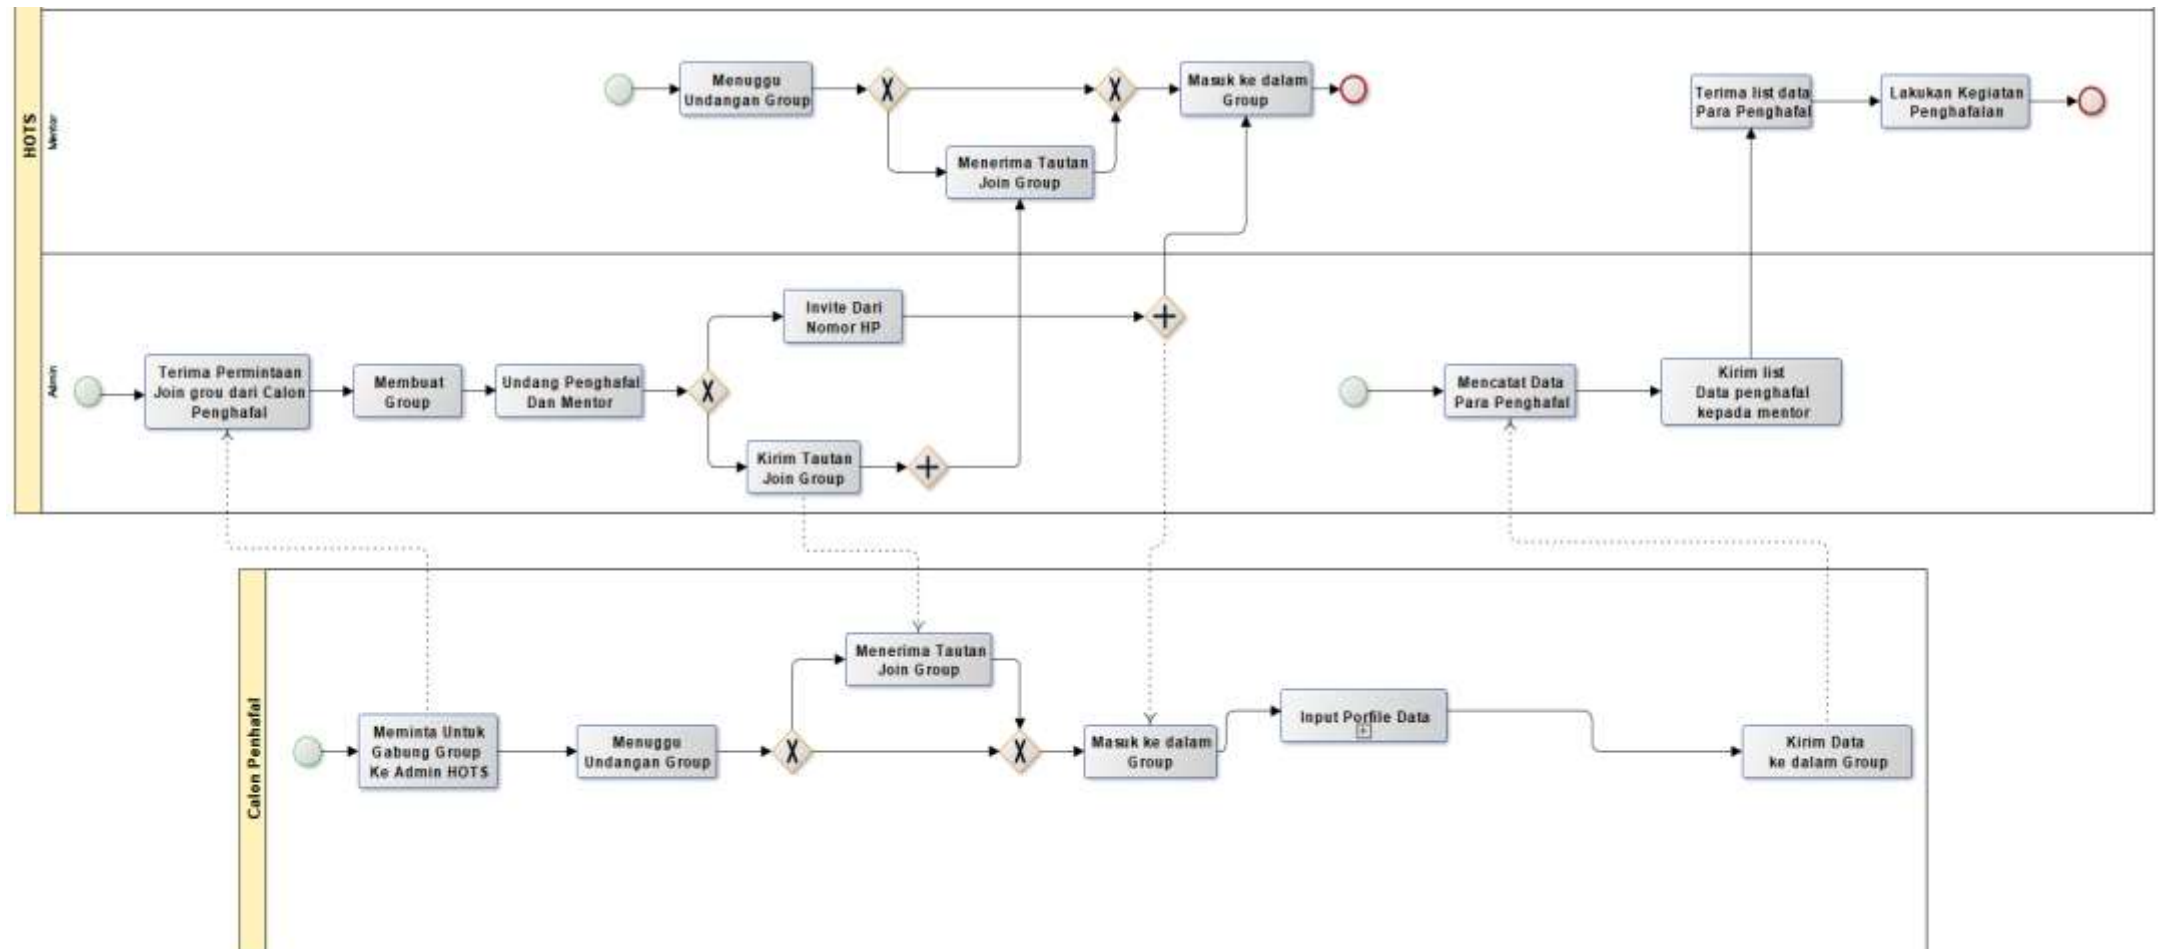 HOTS
Mentor
Menuggu
Undangan Group
Menerima Tautan
Join Group
Masuk ke dalam
Group
Terima list data
Para Penghafal
Lakukan Kegiatan
Penghafalan
Admin
Terima Permintaan
Join grou dari Calon
Penghafal
Membuat
Group
Undang Penghafal
Dan Mentor
Invite Dari
Nomor HP
Kirim Tautan
Join Group
Mencatat Data
Para Penghafal
Kirim list
Data penghafal
kepada mentor
Calon Penhafal
Meminta Untuk
Gabung Group
Ke Admin HOTS
Menuggu
Undangan Group
Menerima Tautan
Join Group
Masuk ke dalam
Group
Input Porfile Data
Kirim Data
ke dalam Group